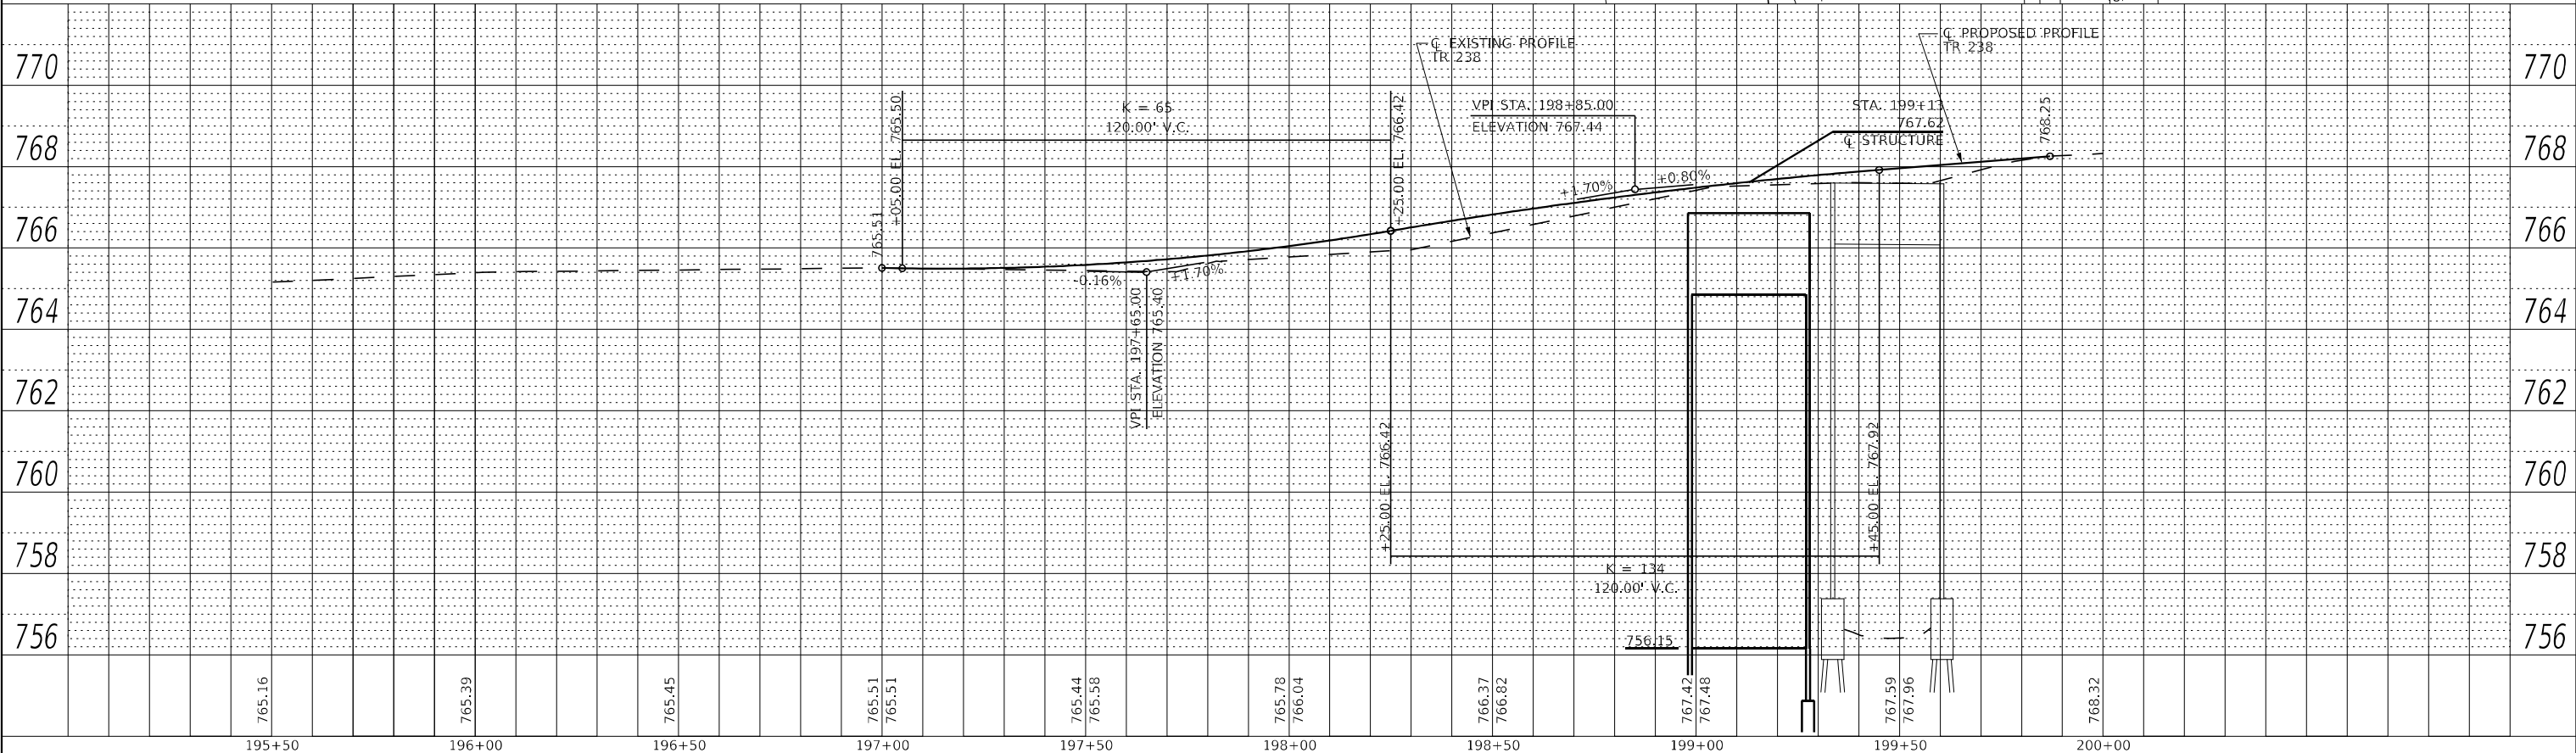 770
768
766
764
762
760
758
756
K = 65
120.00' V.C.
+05.00 EL. 765.50
765.51
+25.00 EL. 766.42
-0.16%
+1.70%
VPI STA. 197+65.00
ELEVATION 765.40
℄ EXISTING PROFILE
TR 238
VPI STA. 198+85.00
ELEVATION 767.44
+1.70%
+0.80%
STA. 199+13
767.62
℄ STRUCTURE
℄ PROPOSED PROFILE
TR 238
768.25
+25.00 EL. 766.42
+45.00 EL. 767.92
K = 134
120.00' V.C.
756.15
770
768
766
764
762
760
758
756
765.16
765.39
765.45
765.51
765.51
765.44
765.58
765.78
766.04
766.37
766.82
767.42
767.48
767.59
767.96
768.32
195+50
196+00
196+50
197+00
197+50
198+00
198+50
199+00
199+50
200+00